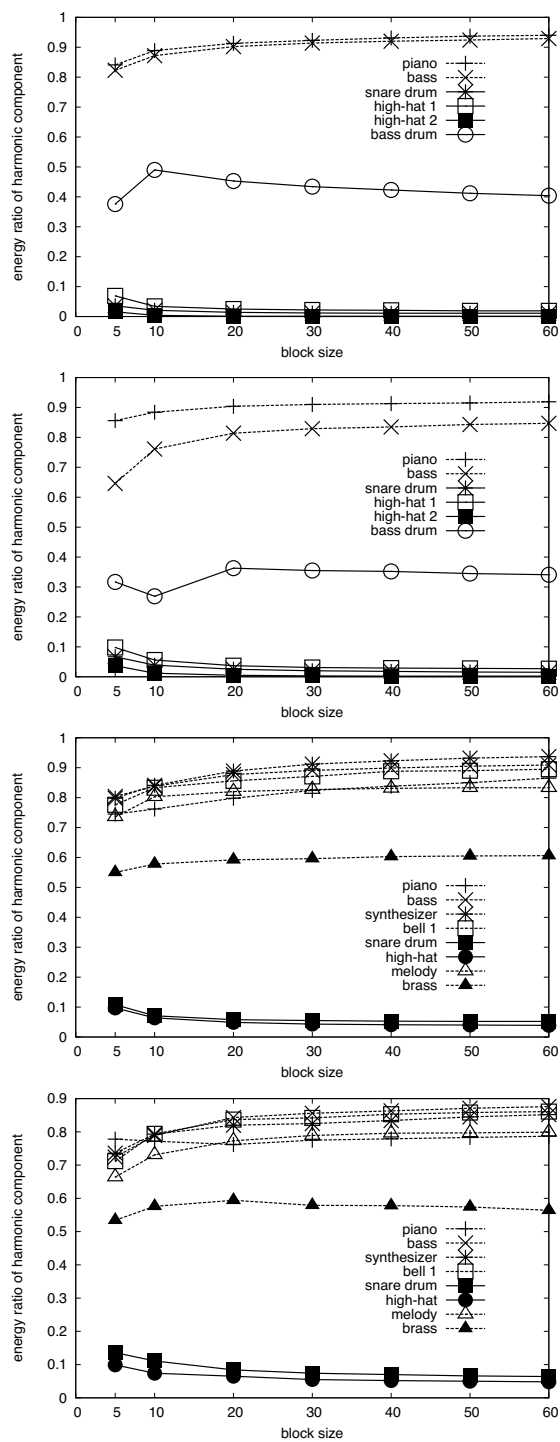 1
0.9
0.8
0.7
0.6
0.5
0.4
0.3
0.2
0.1
0
energy ratio of harmonic component
piano
bass
snare drum
high-hat 1
high-hat 2
bass drum
0 5 10 20 30 40 50 60
block size
1
0.9
0.8
0.7
0.6
0.5
0.4
0.3
0.2
0.1
0
energy ratio of harmonic component
piano
bass
snare drum
high-hat 1
high-hat 2
bass drum
0 5 10 20 30 40 50 60
block size
1
0.9
0.8
0.7
0.6
0.5
0.4
0.3
0.2
0.1
0
energy ratio of harmonic component
piano
bass
synthesizer
bell 1
snare drum
high-hat
melody
brass
0 5 10 20 30 40 50 60
block size
0.9
0.8
0.7
0.6
0.5
0.4
0.3
0.2
0.1
0
energy ratio of harmonic component
piano
bass
synthesizer
bell 1
snare drum
high-hat
melody
brass
0 5 10 20 30 40 50 60
block size